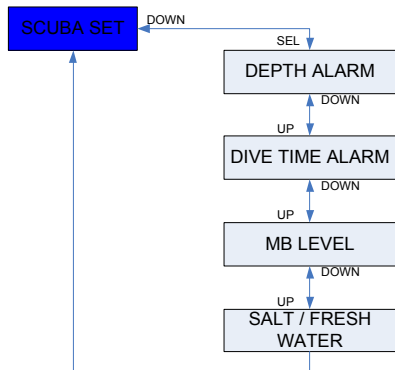 SCUBA SET
DOWN
SEL
DEPTH ALARM
DOWN
UP
DIVE TIME ALARM
DOWN
UP
MB LEVEL
DOWN
UP
SALT / FRESH
WATER